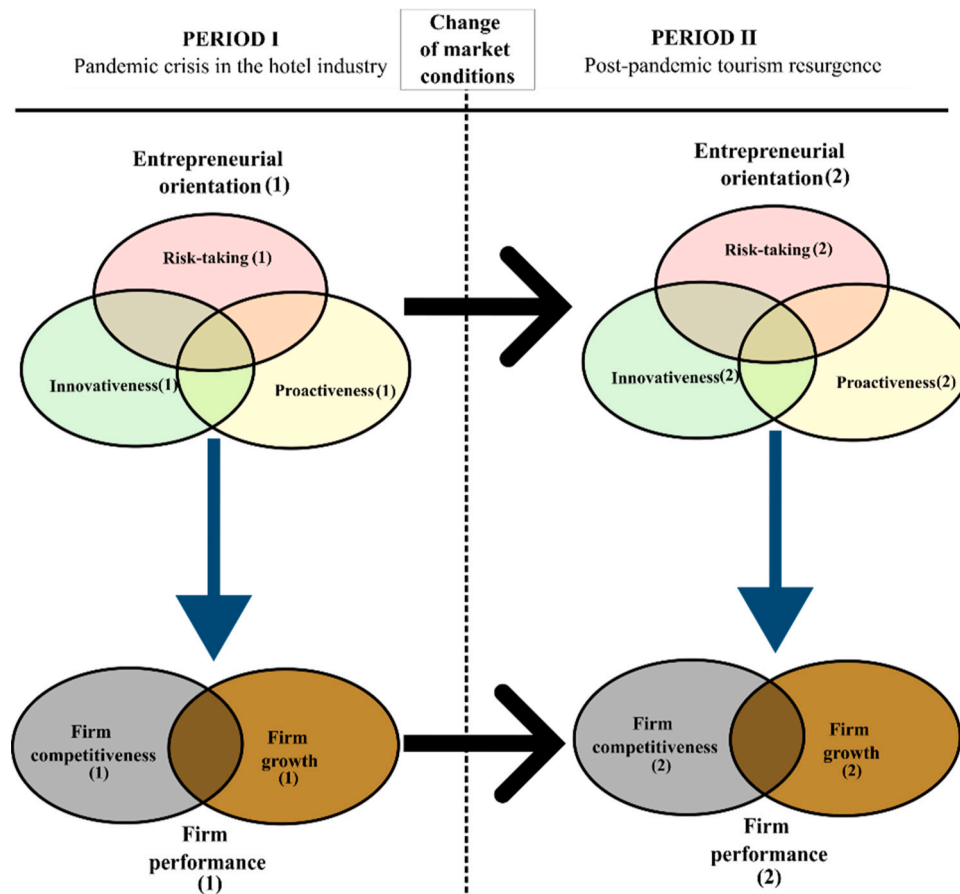 PERIOD I
Pandemic crisis in the hotel industry
Change
of market
conditions
PERIOD II
Post-pandemic tourism resurgence
Entrepreneurial
orientation (1)
Risk-taking (1)
Innovativeness(1)
Proactiveness (1)
Entrepreneurial
orientation (2)
Risk-taking (2)
Innovativeness(2)
Proactiveness (2)
Firm
competitiveness
(1)
Firm
growth
(1)
Firm
performance
(1)
Firm
competitiveness
(2)
Firm
growth
(2)
Firm
performance
(2)